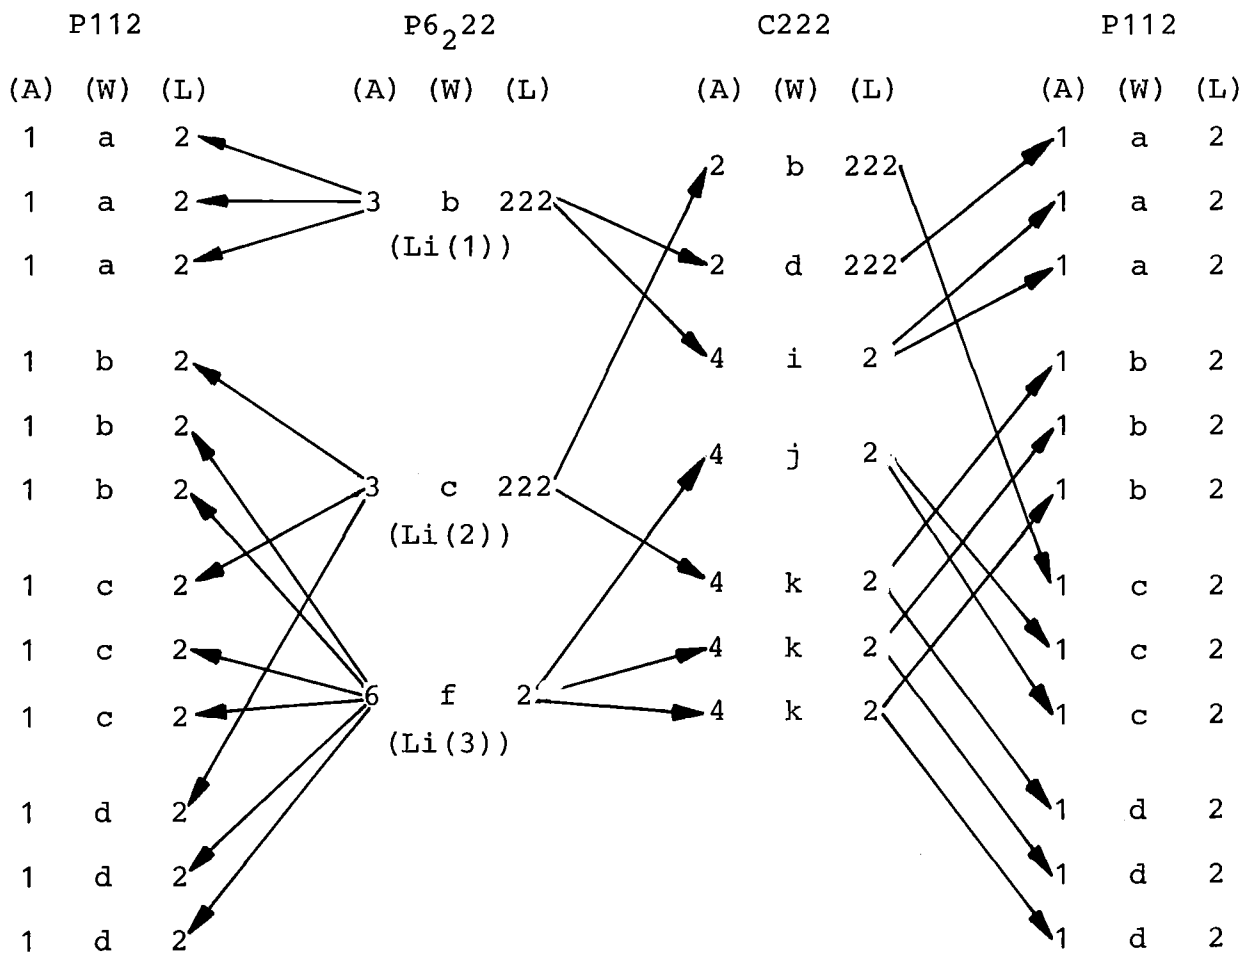 P112 P6₂22 C222 P112
(A) (W) (L) (A) (W) (L) (A) (W) (L) (A) (W) (L)
1 a 2 1 a 2
2 b 222
1 a 2 3 b 222 1 a 2
(Li(1))
1 a 2 2 d 222 1 a 2
1 b 2 4 i 2 1 b 2
1 b 2 1 b 2
4 j 2
1 b 2 3 c 222 1 b 2
(Li(2))
1 c 2 4 k 2 1 c 2
1 c 2 4 k 2 1 c 2
6 f 2
1 c 2 4 k 2 1 c 2
(Li(3))
1 d 2 1 d 2
1 d 2 1 d 2
1 d 2 1 d 2